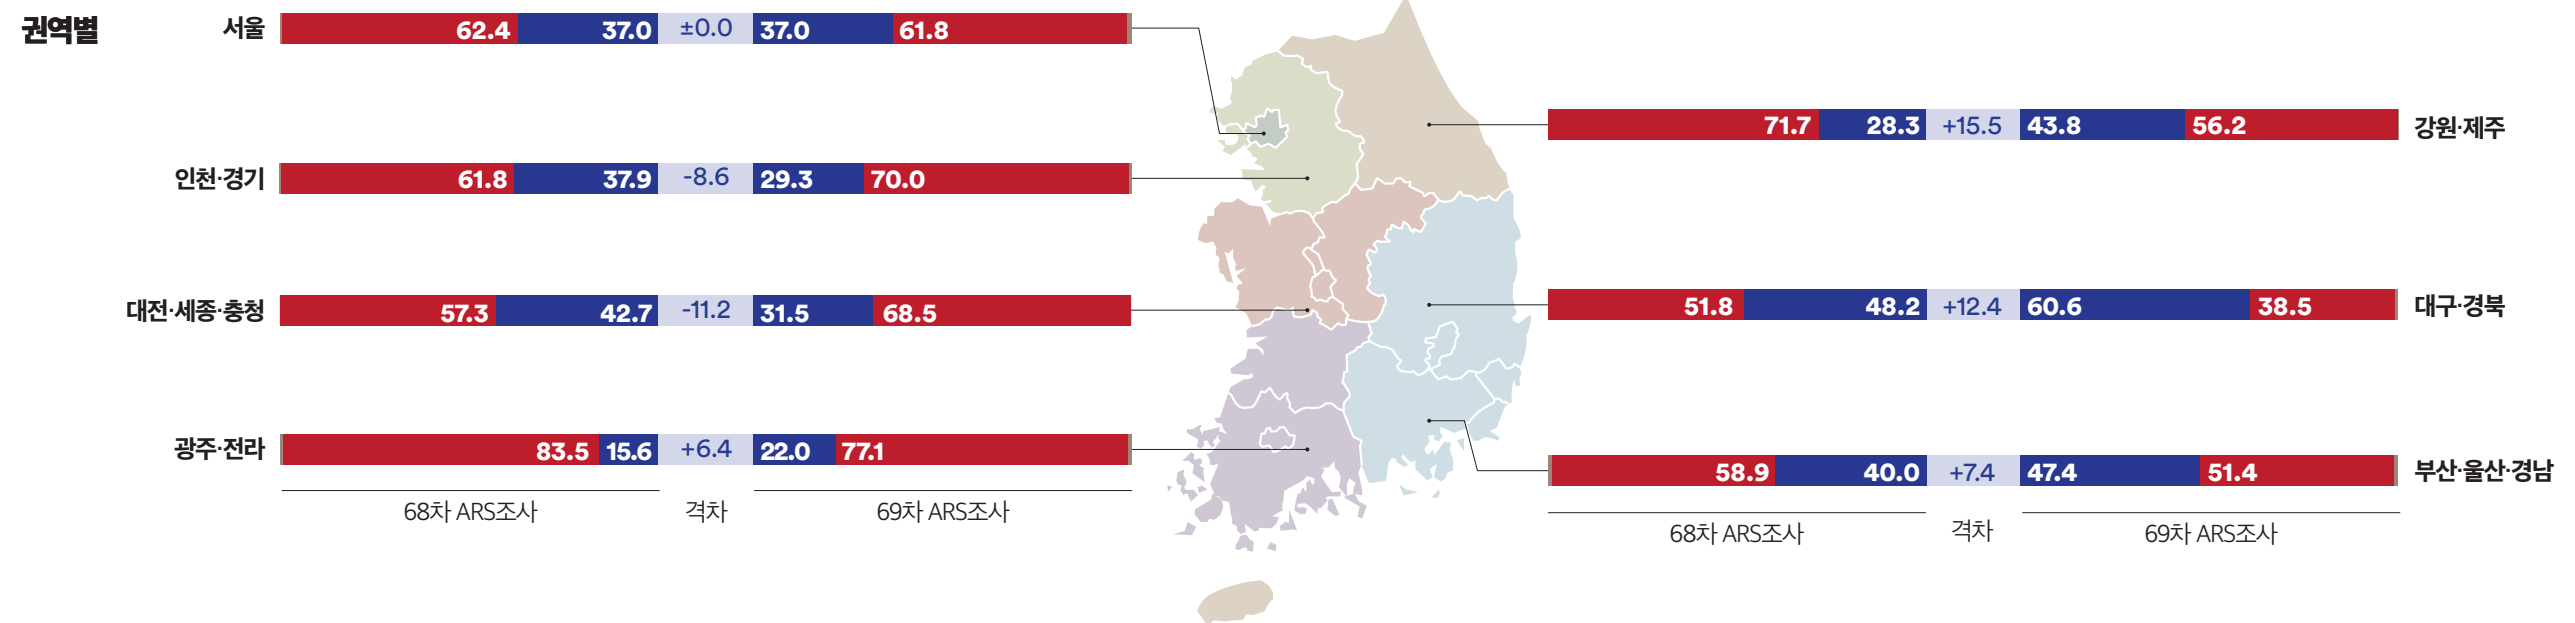 권역별
서울 62.4 37.0 ±0.0 37.0 61.8
인천·경기 61.8 37.9 -8.6 29.3 70.0
대전·세종·충청 57.3 42.7 -11.2 31.5 68.5
광주·전라 83.5 15.6 +6.4 22.0 77.1
68차 ARS조사 격차 69차 ARS조사
71.7 28.3 +15.5 43.8 56.2 강원·제주
51.8 48.2 +12.4 60.6 38.5 대구·경북
58.9 40.0 +7.4 47.4 51.4 부산·울산·경남
68차 ARS조사 격차 69차 ARS조사